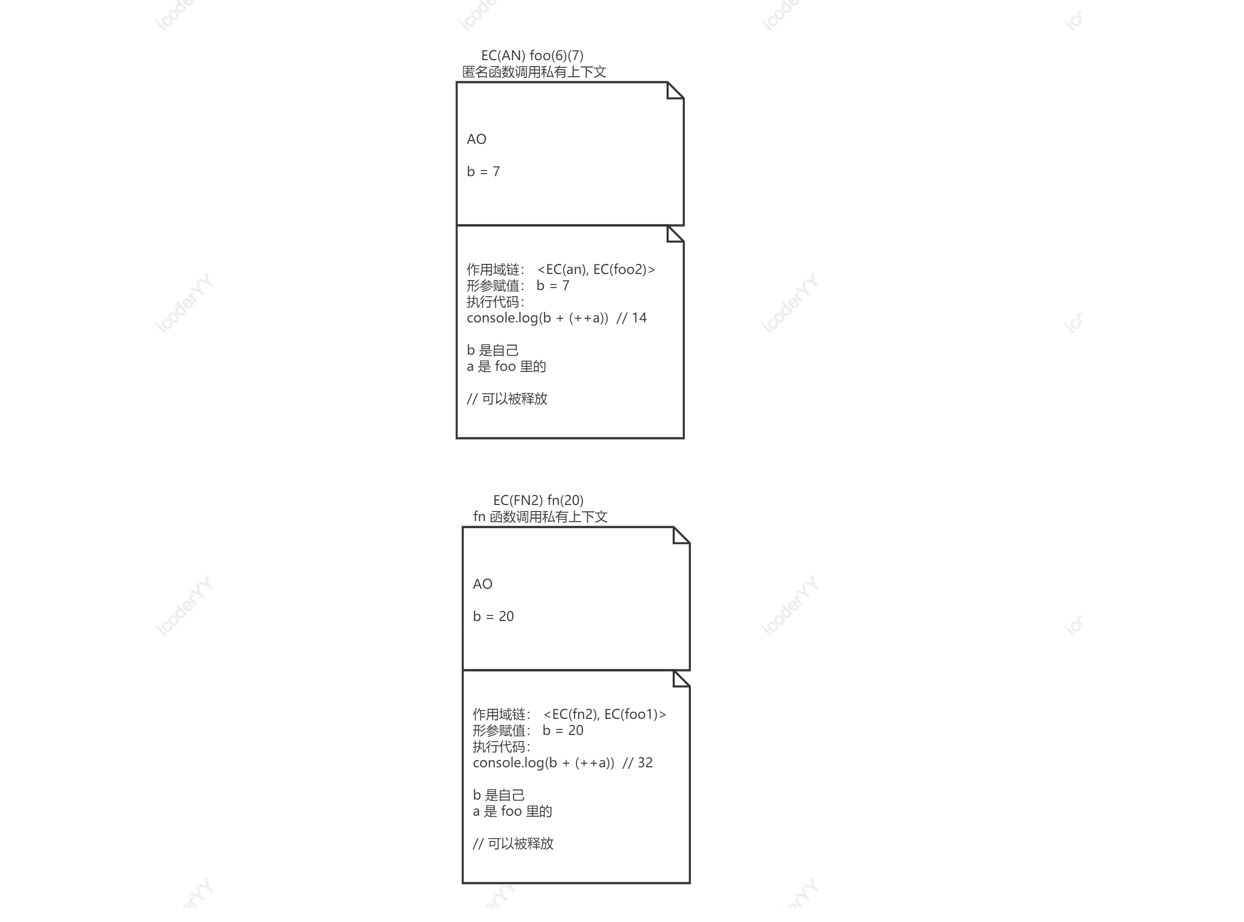 EC(AN) foo(6)(7)
匿名函数调用私有上下文
AO
b = 7
作用域链： <EC(an), EC(foo2)>
形参赋值： b = 7
执行代码：
console.log(b + (++a))  // 14
b 是自己
a 是 foo 里的
// 可以被释放
EC(FN2) fn(20)
fn 函数调用私有上下文
AO
b = 20
作用域链： <EC(fn2), EC(foo1)>
形参赋值： b = 20
执行代码：
console.log(b + (++a))  // 32
b 是自己
a 是 foo 里的
// 可以被释放
icoderYY
icoderYY
icoderYY
icoderYY
icoderYY
icoderYY
icoderYY
icoderYY
icoderYY